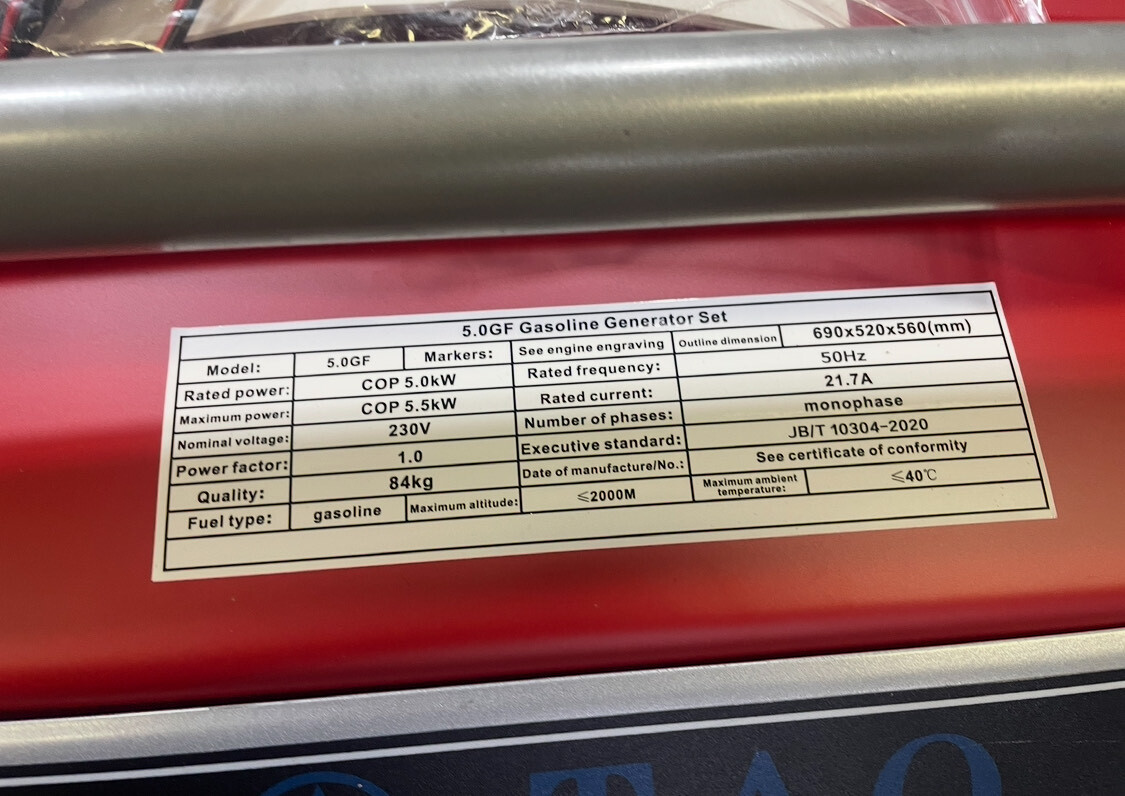 5.0GF Gasoline Generator Set
Model: 5.0GF Markers: See engine engraving Outline dimension 690x520x560(mm)
Rated power: COP 5.0kW Rated frequency: 50Hz
Maximum power: COP 5.5kW Rated current: 21.7A
Nominal voltage: 230V Number of phases: monophase
Power factor: 1.0 Executive standard: JB/T 10304-2020
Quality: 84kg Date of manufacture/No.: See certificate of conformity
Fuel type: gasoline Maximum altitude: ≤2000M Maximum ambient temperature: ≤40℃
TAO